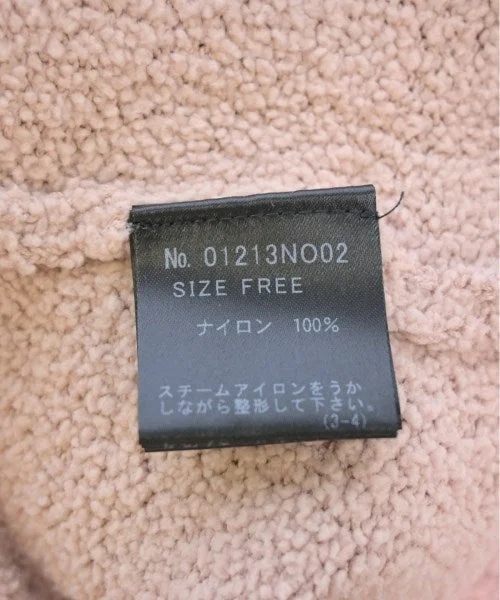 No. 01213NO02
SIZE FREE
ナイロン 100%
スチームアイロンをうか
しながら整形して下さい。
(3-4)